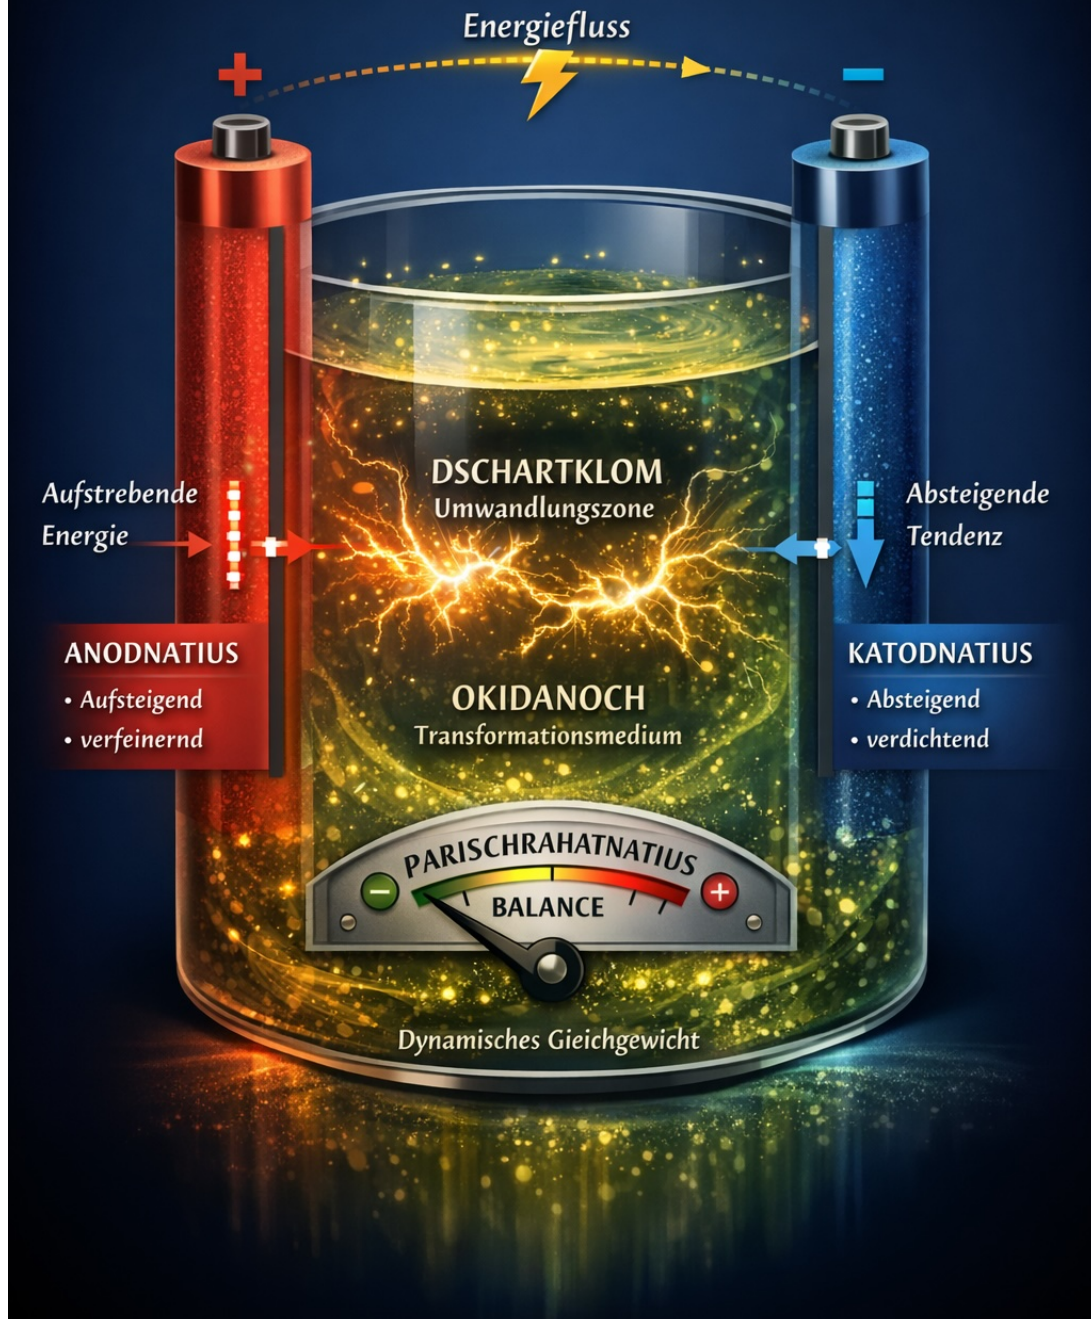 Energiefluss
+
−
DSCHARTKLOM
Umwandlungszone
Aufstrebende
Energie
Absteigende
Tendenz
ANODNATIUS
• Aufsteigend
• verfeinernd
KATODNATIUS
• Absteigend
• verdichtend
OKIDANOCH
Transformationsmedium
PARISCHRAHATNATIUS
− +
BALANCE
Dynamisches Gieichgewicht